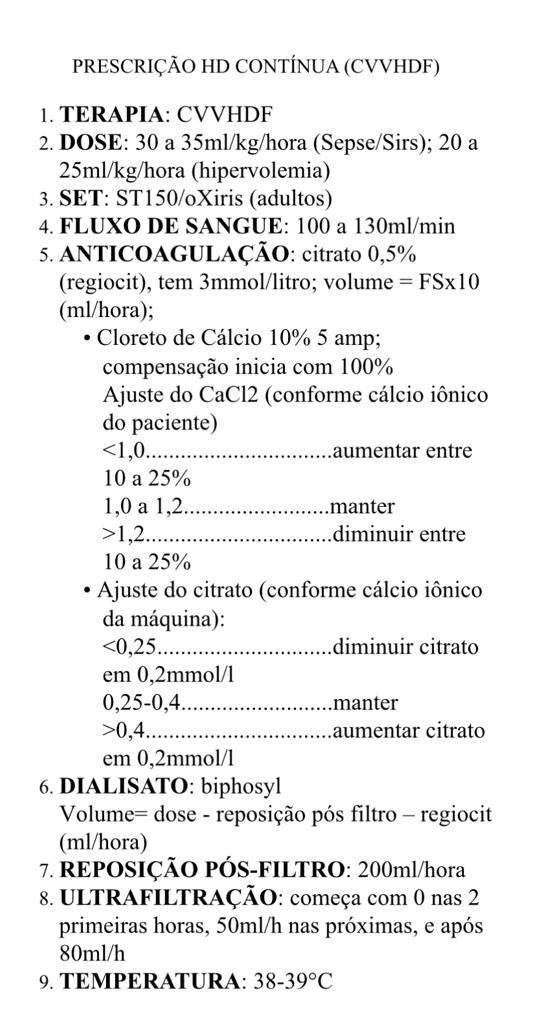 PRESCRIÇÃO HD CONTÍNUA (CVVHDF)
1. TERAPIA: CVVHDF
2. DOSE: 30 a 35ml/kg/hora (Sepse/Sirs); 20 a
25ml/kg/hora (hipervolemia)
3. SET: ST150/oXiris (adultos)
4. FLUXO DE SANGUE: 100 a 130ml/min
5. ANTICOAGULAÇÃO: citrato 0,5%
(regiocit), tem 3mmol/litro; volume = FSx10
(ml/hora);
• Cloreto de Cálcio 10% 5 amp;
compensação inicia com 100%
Ajuste do CaCl2 (conforme cálcio iônico
do paciente)
<1,0................................aumentar entre
10 a 25%
1,0 a 1,2.........................manter
>1,2................................diminuir entre
10 a 25%
• Ajuste do citrato (conforme cálcio iônico
da máquina):
<0,25..............................diminuir citrato
em 0,2mmol/l
0,25-0,4..........................manter
>0,4................................aumentar citrato
em 0,2mmol/l
6. DIALISATO: biphosyl
Volume= dose - reposição pós filtro – regiocit
(ml/hora)
7. REPOSIÇÃO PÓS-FILTRO: 200ml/hora
8. ULTRAFILTRAÇÃO: começa com 0 nas 2
primeiras horas, 50ml/h nas próximas, e após
80ml/h
9. TEMPERATURA: 38-39°C